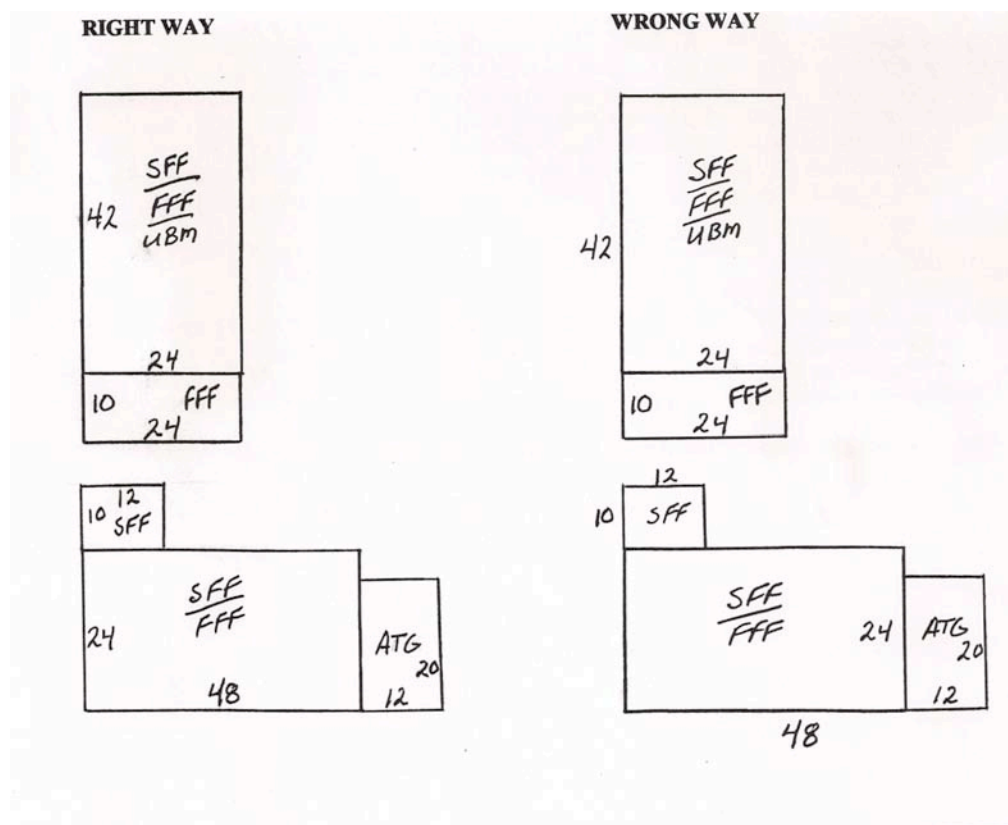 RIGHT WAY
WRONG WAY
SFF
FFF
UBM
42
24
10 FFF
24
SFF
FFF
UBM
42
24
10 FFF
24
12
10 SFF
SFF
FFF
24
48
ATG
20
12
12
10 SFF
SFF
FFF
24
48
ATG
20
12